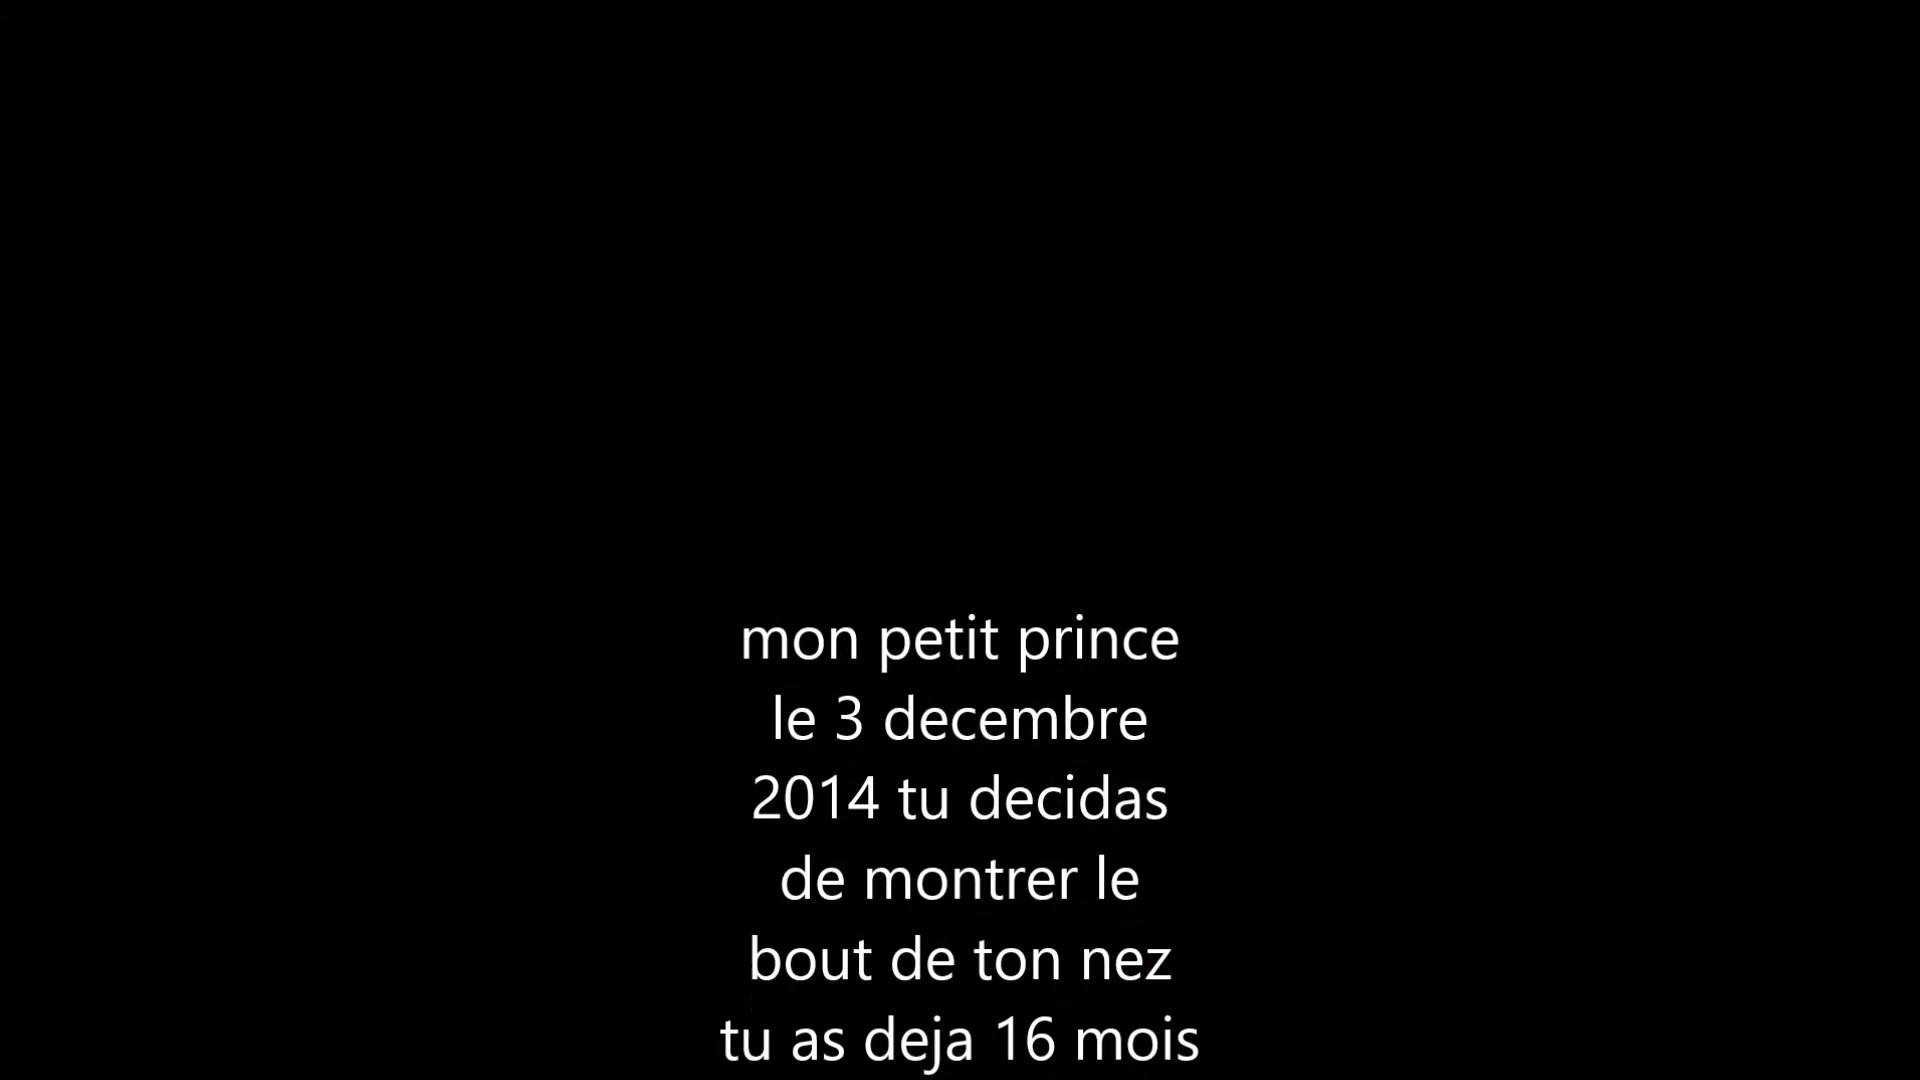 mon petit prince
le 3 decembre
2014 tu decidas
de montrer le
bout de ton nez
tu as deja 16 mois